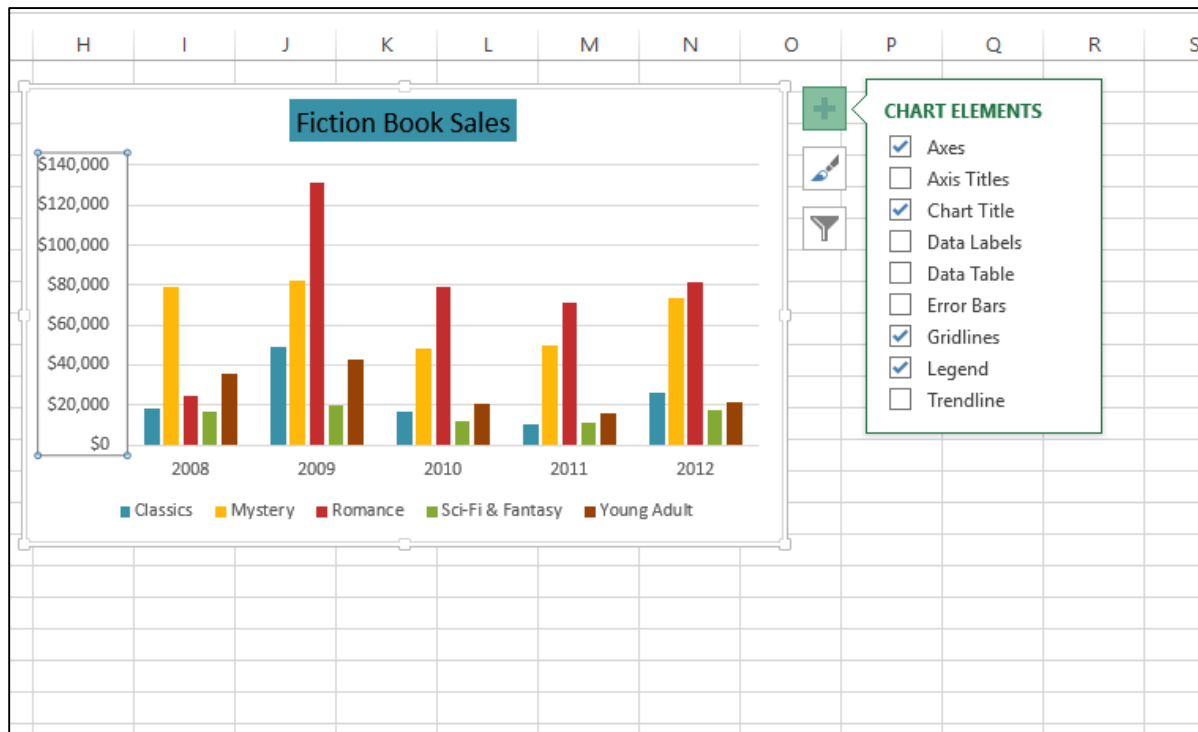 H I J K L M N O P Q R S
Fiction Book Sales
$140,000
$120,000
$100,000
$80,000
$60,000
$40,000
$20,000
$0
2008 2009 2010 2011 2012
Classics Mystery Romance Sci-Fi & Fantasy Young Adult
CHART ELEMENTS
Axes
Axis Titles
Chart Title
Data Labels
Data Table
Error Bars
Gridlines
Legend
Trendline